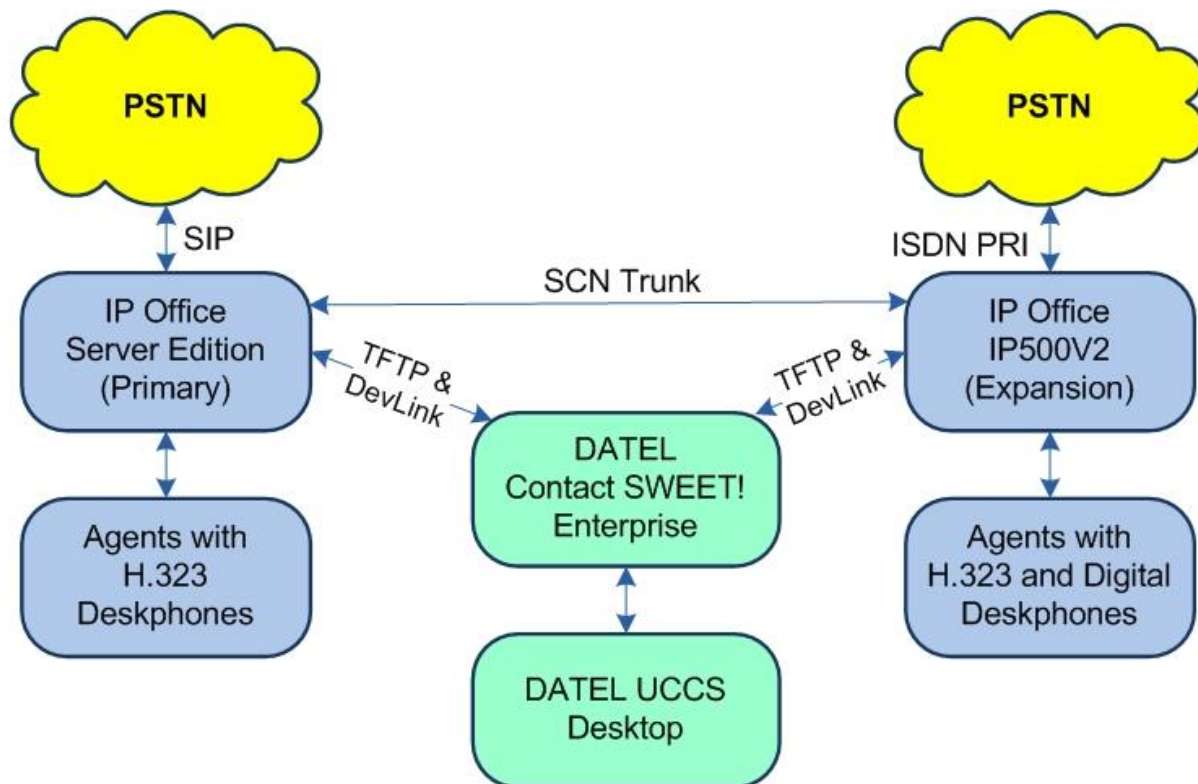 PSTN
PSTN
SIP
ISDN PRI
SCN Trunk
IP Office
Server Edition
(Primary)
IP Office
IP500V2
(Expansion)
TFTP &
DevLink
TFTP &
DevLink
DATEL
Contact SWEET!
Enterprise
Agents with
H.323
Deskphones
Agents with
H.323 and Digital
Deskphones
DATEL UCCS
Desktop